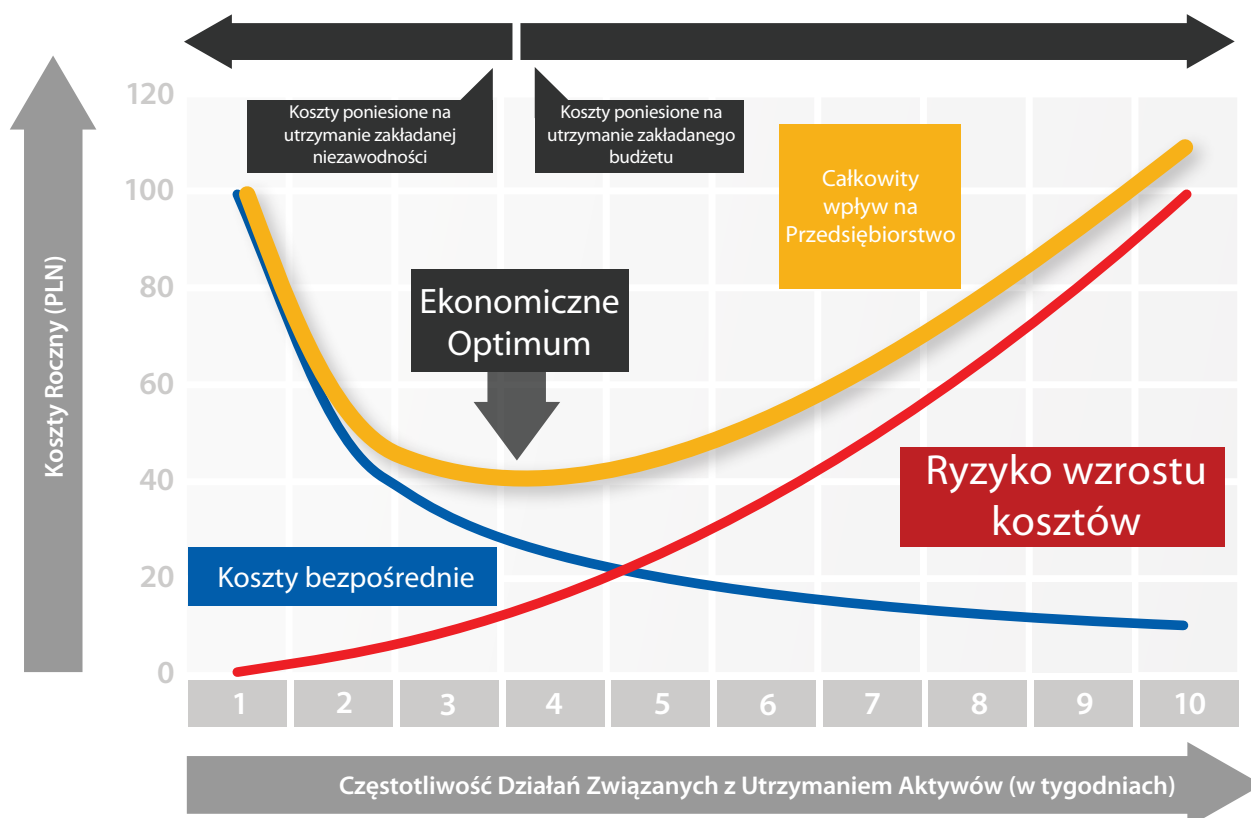 Koszty poniesione na
utrzymanie zakładanej
niezawodności
Koszty poniesione na
utrzymanie zakładanego
budżetu
Całkowity
wpływ na
Przedsiębiorstwo
Ekonomiczne
Optimum
Ryzyko wzrostu
kosztów
Koszty bezpośrednie
Koszty Roczny (PLN)
120
100
80
60
40
20
0
1 2 3 4 5 6 7 8 9 10
Częstotliwość Działań Związanych z Utrzymaniem Aktywów (w tygodniach)